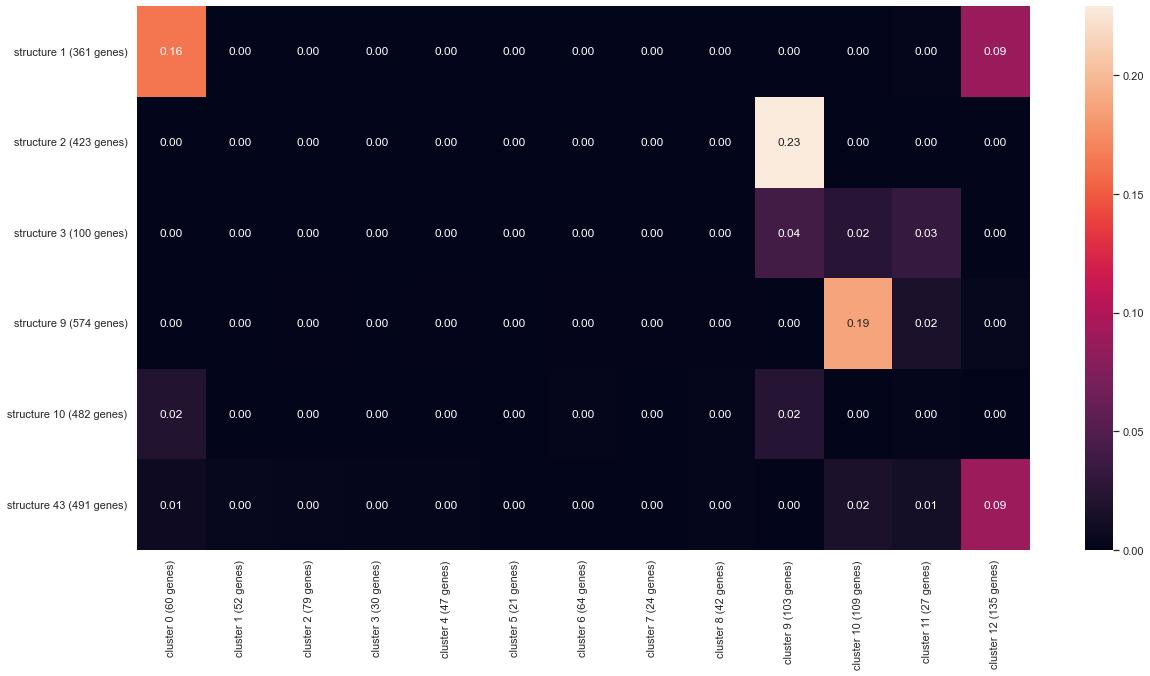 structure 1 (361 genes) 0.16 0.00 0.00 0.00 0.00 0.00 0.00 0.00 0.00 0.00 0.00 0.00 0.09
structure 2 (423 genes) 0.00 0.00 0.00 0.00 0.00 0.00 0.00 0.00 0.00 0.23 0.00 0.00 0.00
structure 3 (100 genes) 0.00 0.00 0.00 0.00 0.00 0.00 0.00 0.00 0.00 0.04 0.02 0.03 0.00
structure 9 (574 genes) 0.00 0.00 0.00 0.00 0.00 0.00 0.00 0.00 0.00 0.00 0.19 0.02 0.00
structure 10 (482 genes) 0.02 0.00 0.00 0.00 0.00 0.00 0.00 0.00 0.00 0.02 0.00 0.00 0.00
structure 43 (491 genes) 0.01 0.00 0.00 0.00 0.00 0.00 0.00 0.00 0.00 0.00 0.02 0.01 0.09
cluster 0 (60 genes)
cluster 1 (52 genes)
cluster 2 (79 genes)
cluster 3 (30 genes)
cluster 4 (47 genes)
cluster 5 (21 genes)
cluster 6 (64 genes)
cluster 7 (24 genes)
cluster 8 (42 genes)
cluster 9 (103 genes)
cluster 10 (109 genes)
cluster 11 (27 genes)
cluster 12 (135 genes)
0.20
0.15
0.10
0.05
0.00